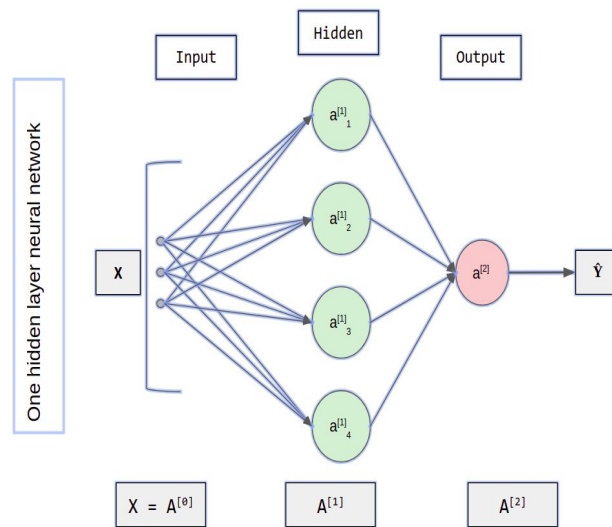 One hidden layer neural network
Input
Hidden
Output
X
a[1]1
a[1]2
a[1]3
a[1]4
a[2]
Ŷ
X = A[0]
A[1]
A[2]